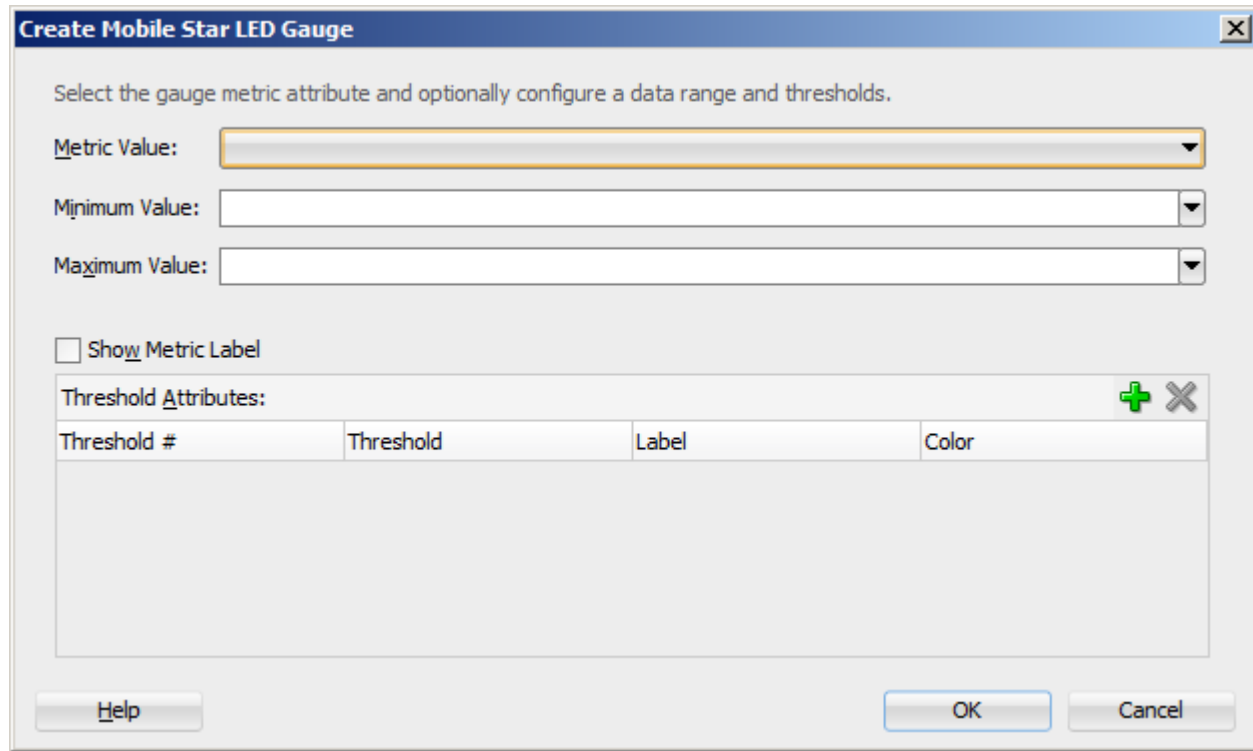 Create Mobile Star LED Gauge
Select the gauge metric attribute and optionally configure a data range and thresholds.
Metric Value:
Minimum Value:
Maximum Value:
Show Metric Label
Threshold Attributes:
Threshold # Threshold Label Color
Help OK Cancel